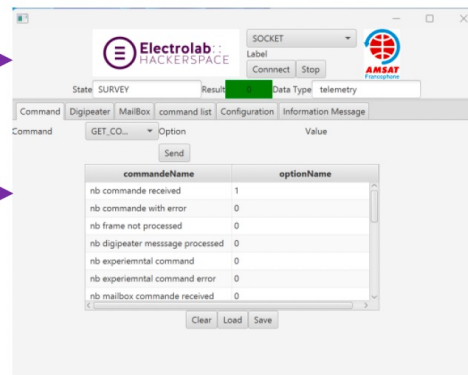 Electrolab::
HACKERSPACE
SOCKET
Label
Connnect Stop
AMSAT
Francophone
State SURVEY Result 0 Data Type telemetry
Command Digipeater MailBox command list Configuration Information Message
Command GET_CO... Option Value
Send
commandeName optionName
nb commande received 1
nb commande with error 0
nb frame not processed 0
nb digipeater messsage processed 0
nb experiemntal command 0
nb experiemntal command error 0
nb mailbox commande received 0
Clear Load Save